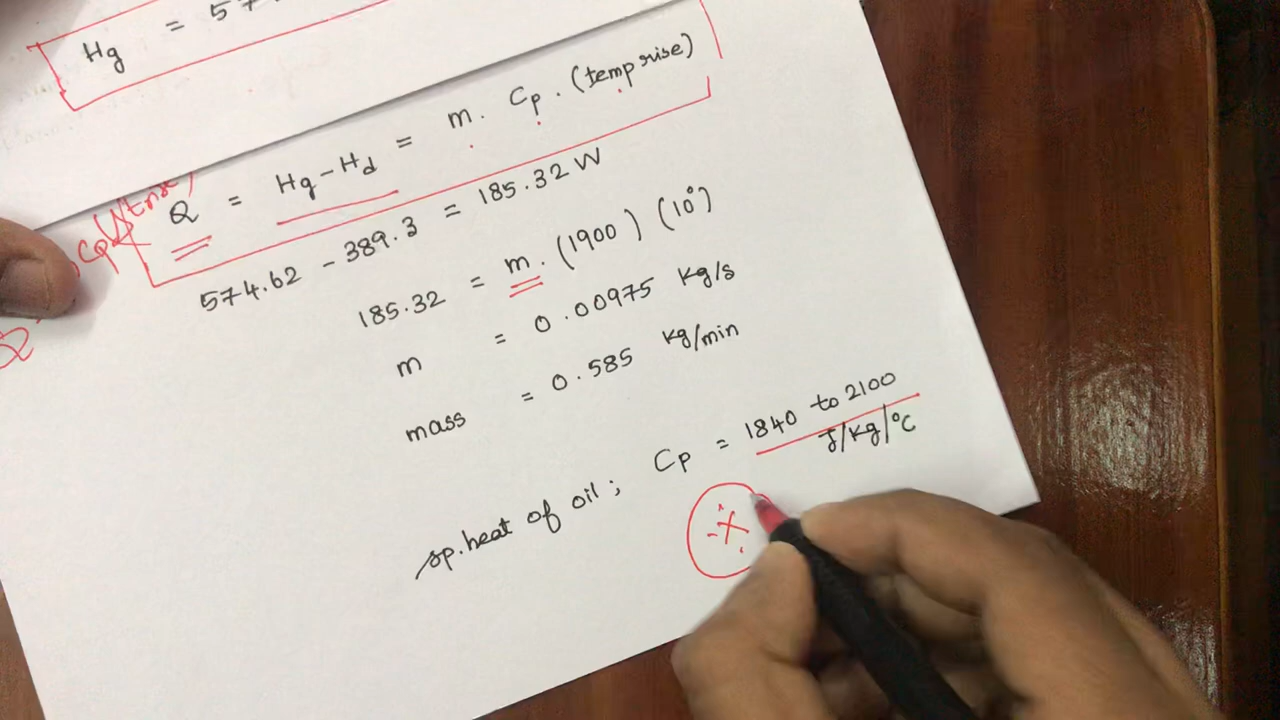 Hg = 57
Q = Hg - Hd = m. Cp. (temp rise)
574.62 - 389.3 = 185.32 W
185.32 = m. (1900) (10°)
m = 0.00975 kg/s
mass = 0.585 kg/min
sp.heat of oil; Cp = 1840 to 2100
J/kg/°C